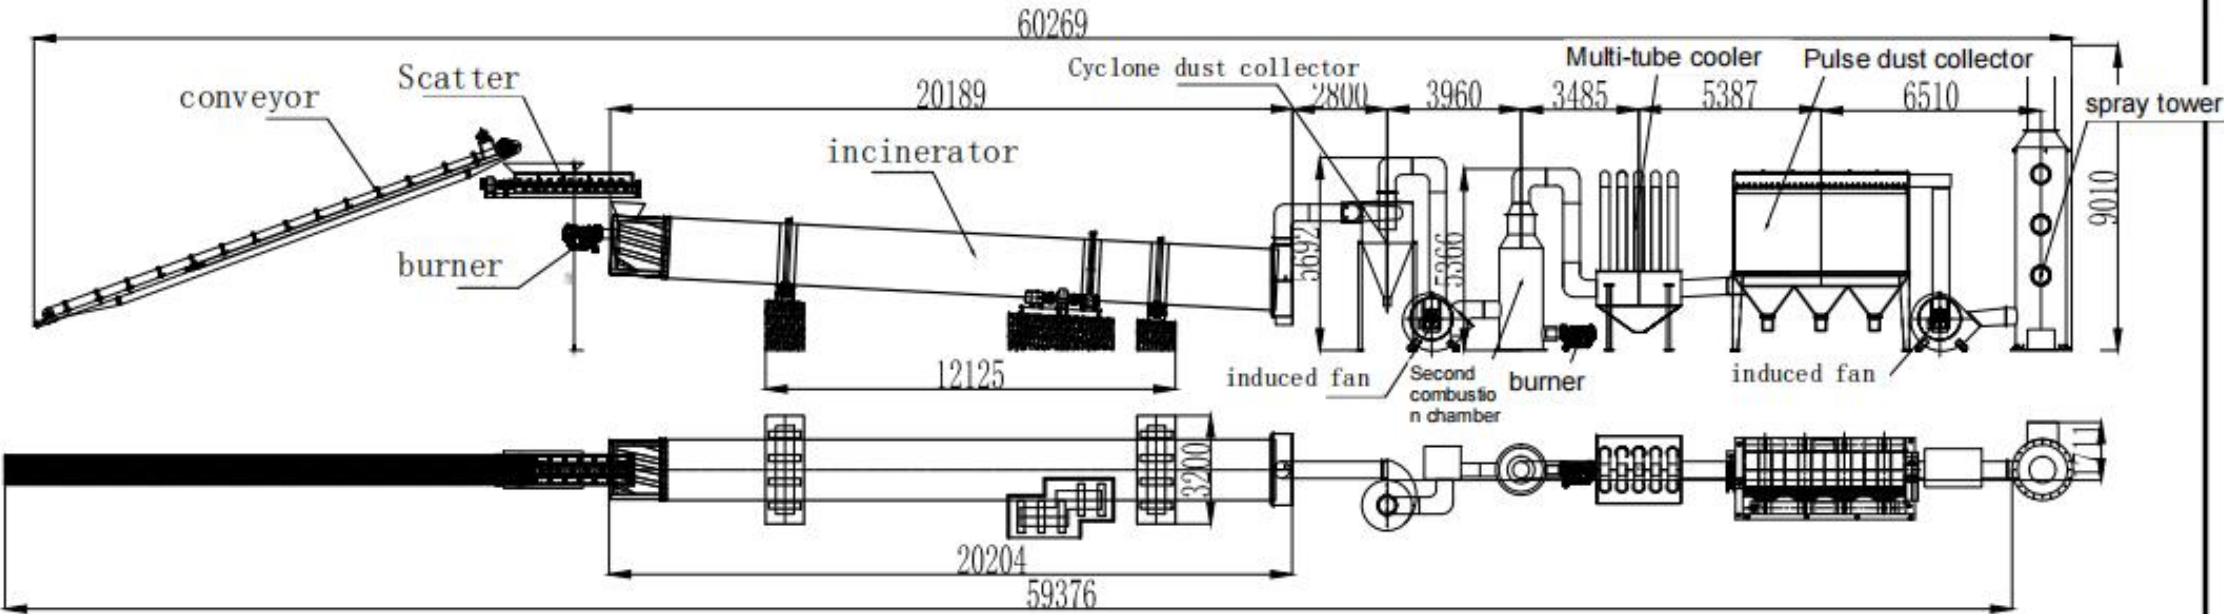 60269
Cyclone dust collector
Multi-tube cooler
Pulse dust collector
Scatter
conveyor
20189
2800
3960
3485
5387
6510
spray tower
incinerator
9010
5692
5366
burner
12125
induced fan
Second
combustio
n chamber
burner
induced fan
3200
1711
20204
59376